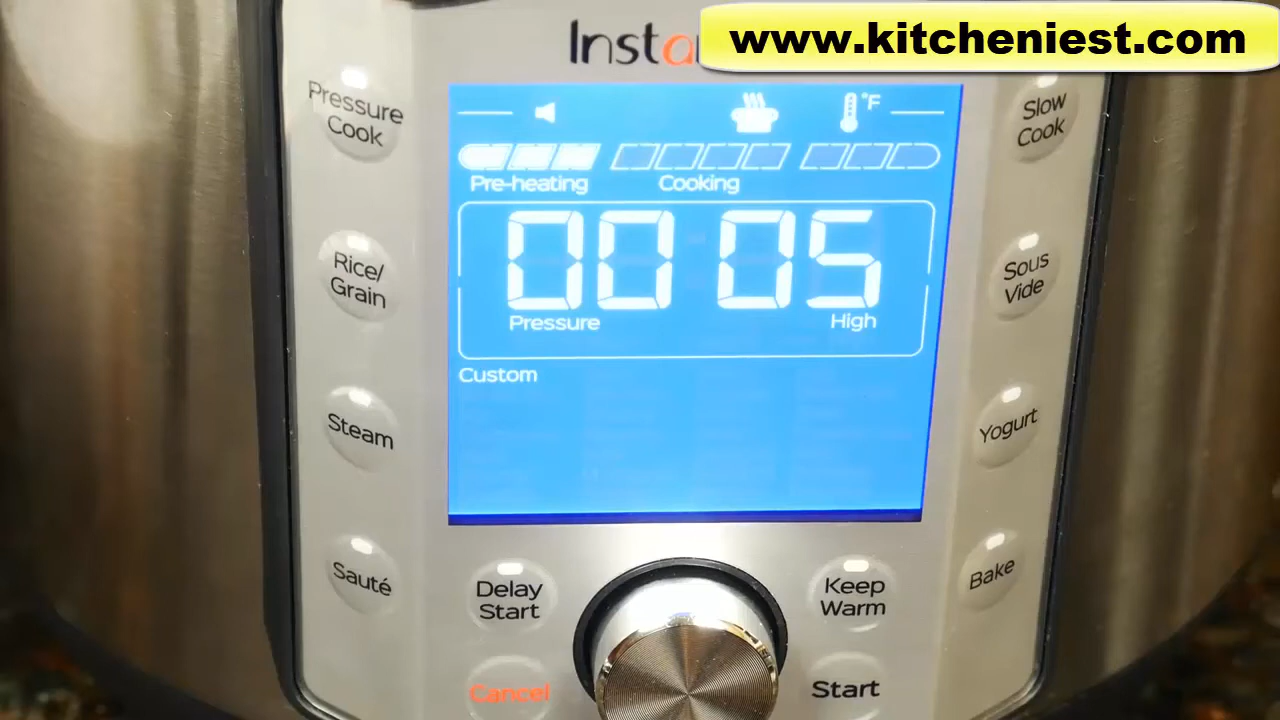 Insta
www.kitcheniest.com
Pressure
Cook
Rice/
Grain
Steam
Sauté
°F
Pre-heating
Cooking
00 05
Pressure
High
Custom
Slow
Cook
Sous
Vide
Yogurt
Bake
Delay
Start
Keep
Warm
Cancel
Start